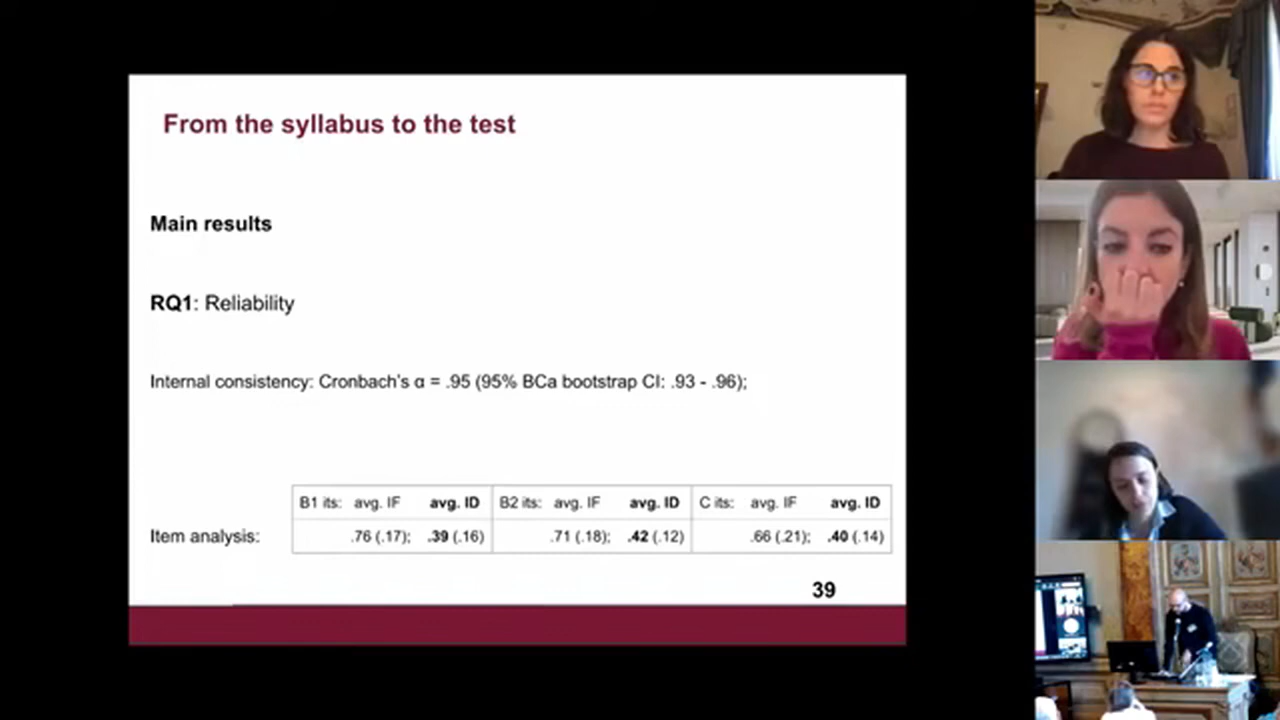 From the syllabus to the test
Main results
RQ1: Reliability
Internal consistency: Cronbach's α = .95 (95% BCa bootstrap CI: .93 - .96);
B1 its: avg. IF avg. ID B2 its: avg. IF avg. ID C its: avg. IF avg. ID
Item analysis: .76 (.17); .39 (.16) .71 (.18); .42 (.12) .66 (.21); .40 (.14)
39